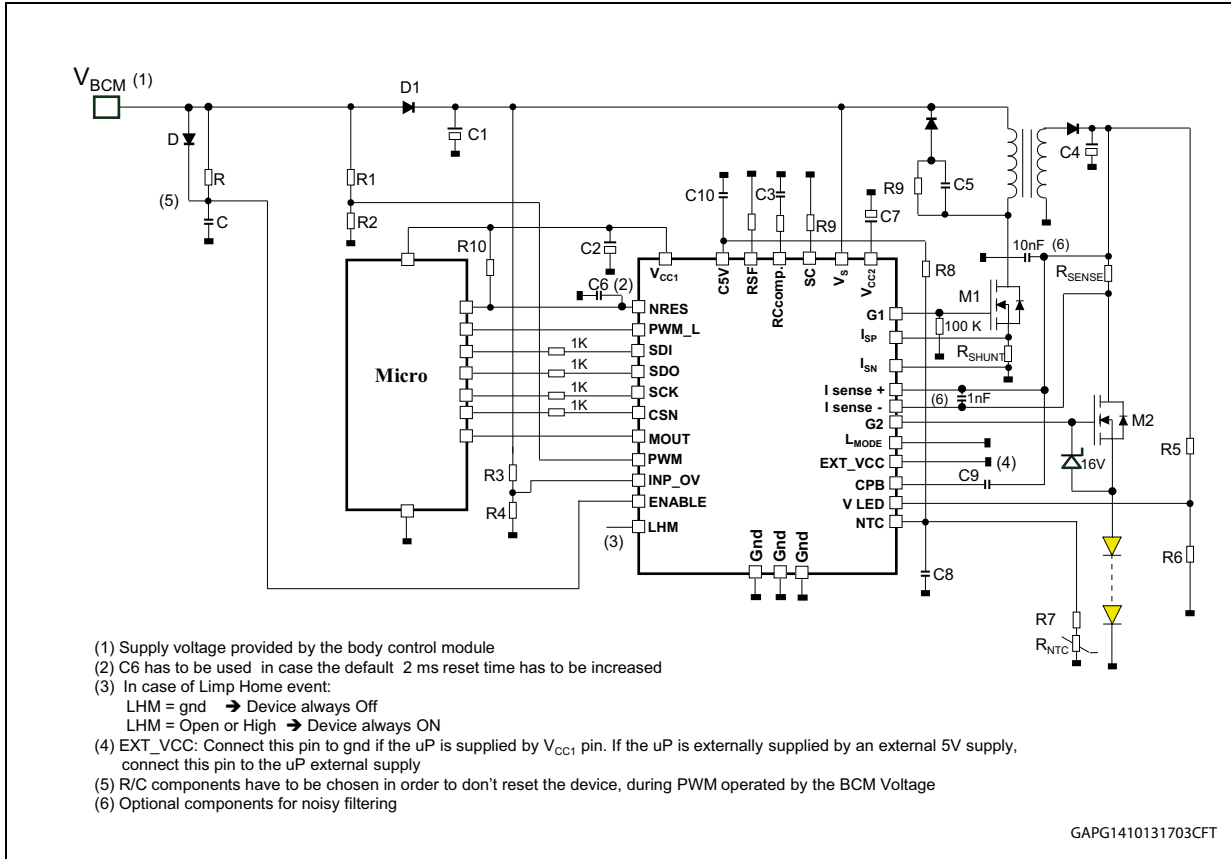 V_BCM (1)
D1
D
R
C1
R1
(5)
C
R2
R10
C2
C6 (2)
C10
C3
R9
C7
R9
C5
C4
10nF (6)
R8
R_SENSE
M1
100 K
R_SHUNT
V_CC1
C5V
RSF
RCcomp.
SC
V_S
V_CC2
NRES
PWM_L
SDI
SDO
SCK
CSN
MOUT
PWM
INP_OV
ENABLE
LHM
1K
1K
1K
1K
Micro
R3
R4
(3)
G1
I_SP
I_SN
I sense +
I sense -
G2
L_MODE
EXT_VCC
CPB
V LED
NTC
(6)
1nF
M2
16V
(4)
C9
R5
R6
C8
R7
R_NTC
Gnd
Gnd
Gnd
(1) Supply voltage provided by the body control module
(2) C6 has to be used in case the default 2 ms reset time has to be increased
(3) In case of Limp Home event:
LHM = gnd ➔ Device always Off
LHM = Open or High ➔ Device always ON
(4) EXT_VCC: Connect this pin to gnd if the uP is supplied by V_CC1 pin. If the uP is externally supplied by an external 5V supply,
connect this pin to the uP external supply
(5) R/C components have to be chosen in order to don't reset the device, during PWM operated by the BCM Voltage
(6) Optional components for noisy filtering
GAPG1410131703CFT